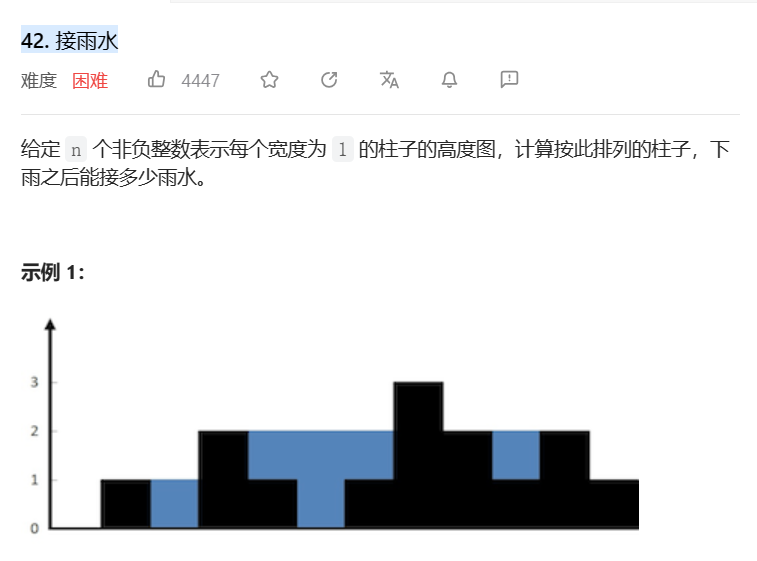 42. 接雨水
难度 困难 4447
给定 n 个非负整数表示每个宽度为 1 的柱子的高度图，计算按此排列的柱子，下
雨之后能接多少雨水。
示例 1：
3
2
1
0